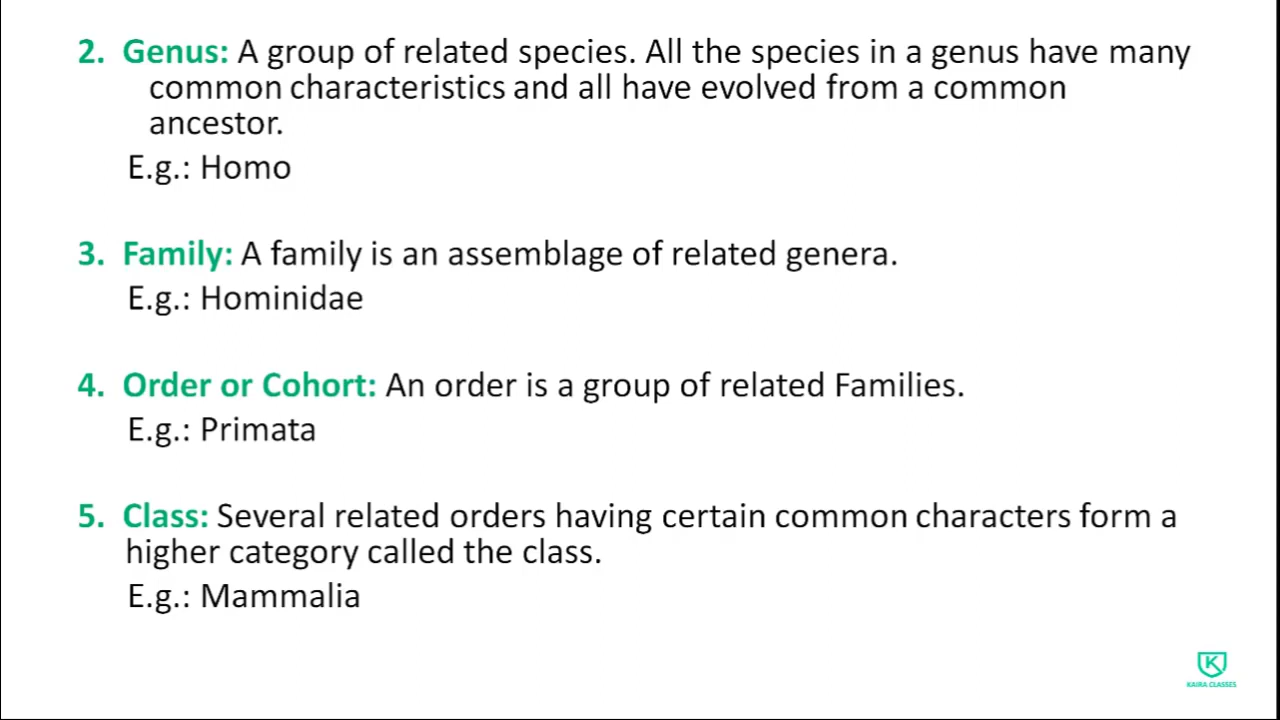 2. Genus: A group of related species. All the species in a genus have many
common characteristics and all have evolved from a common
ancestor.
E.g.: Homo
3. Family: A family is an assemblage of related genera.
E.g.: Hominidae
4. Order or Cohort: An order is a group of related Families.
E.g.: Primata
5. Class: Several related orders having certain common characters form a
higher category called the class.
E.g.: Mammalia
K
KAIRA CLASSES